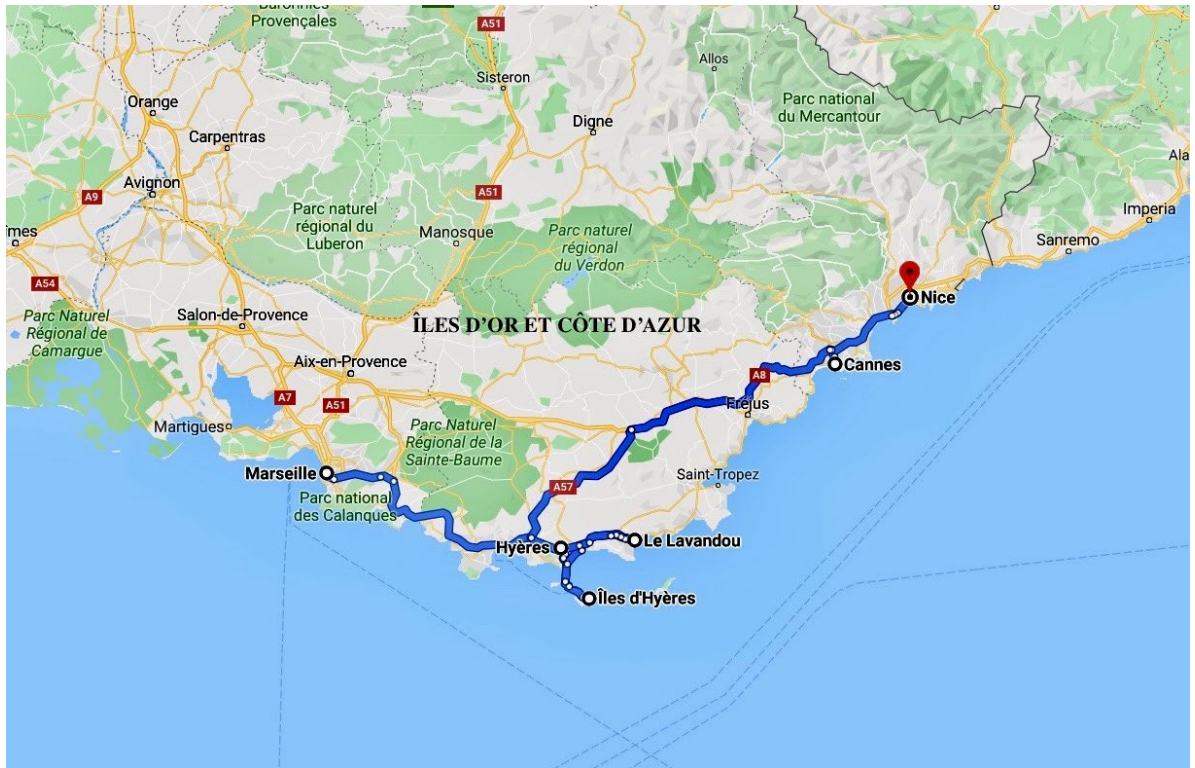 Baronnies
Provençales
A51
Allos
Sisteron
Orange
Parc national
du Mercantour
Digne
Carpentras
Ala
Avignon
A9
A51
Parc naturel
régional du
Luberon
Imperia
Manosque
Parc naturel
régional
du Verdon
îmes
Sanremo
A54
Nice
Parc Naturel
Régional de
Camargue
Salon-de-Provence
ÎLES D'OR ET CÔTE D'AZUR
Aix-en-Provence
Cannes
A8
A7
A51
Fréjus
Martigues
Parc Naturel
Régional de la
Sainte-Baume
Marseille
Saint-Tropez
A57
Parc national
des Calanques
Hyères
Le Lavandou
Îles d'Hyères